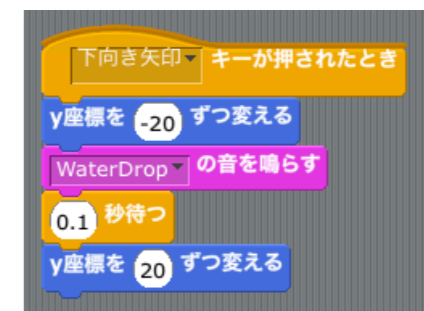 下向き矢印 キーが押されたとき
y座標を -20 ずつ変える
WaterDrop の音を鳴らす
0.1 秒待つ
y座標を 20 ずつ変える